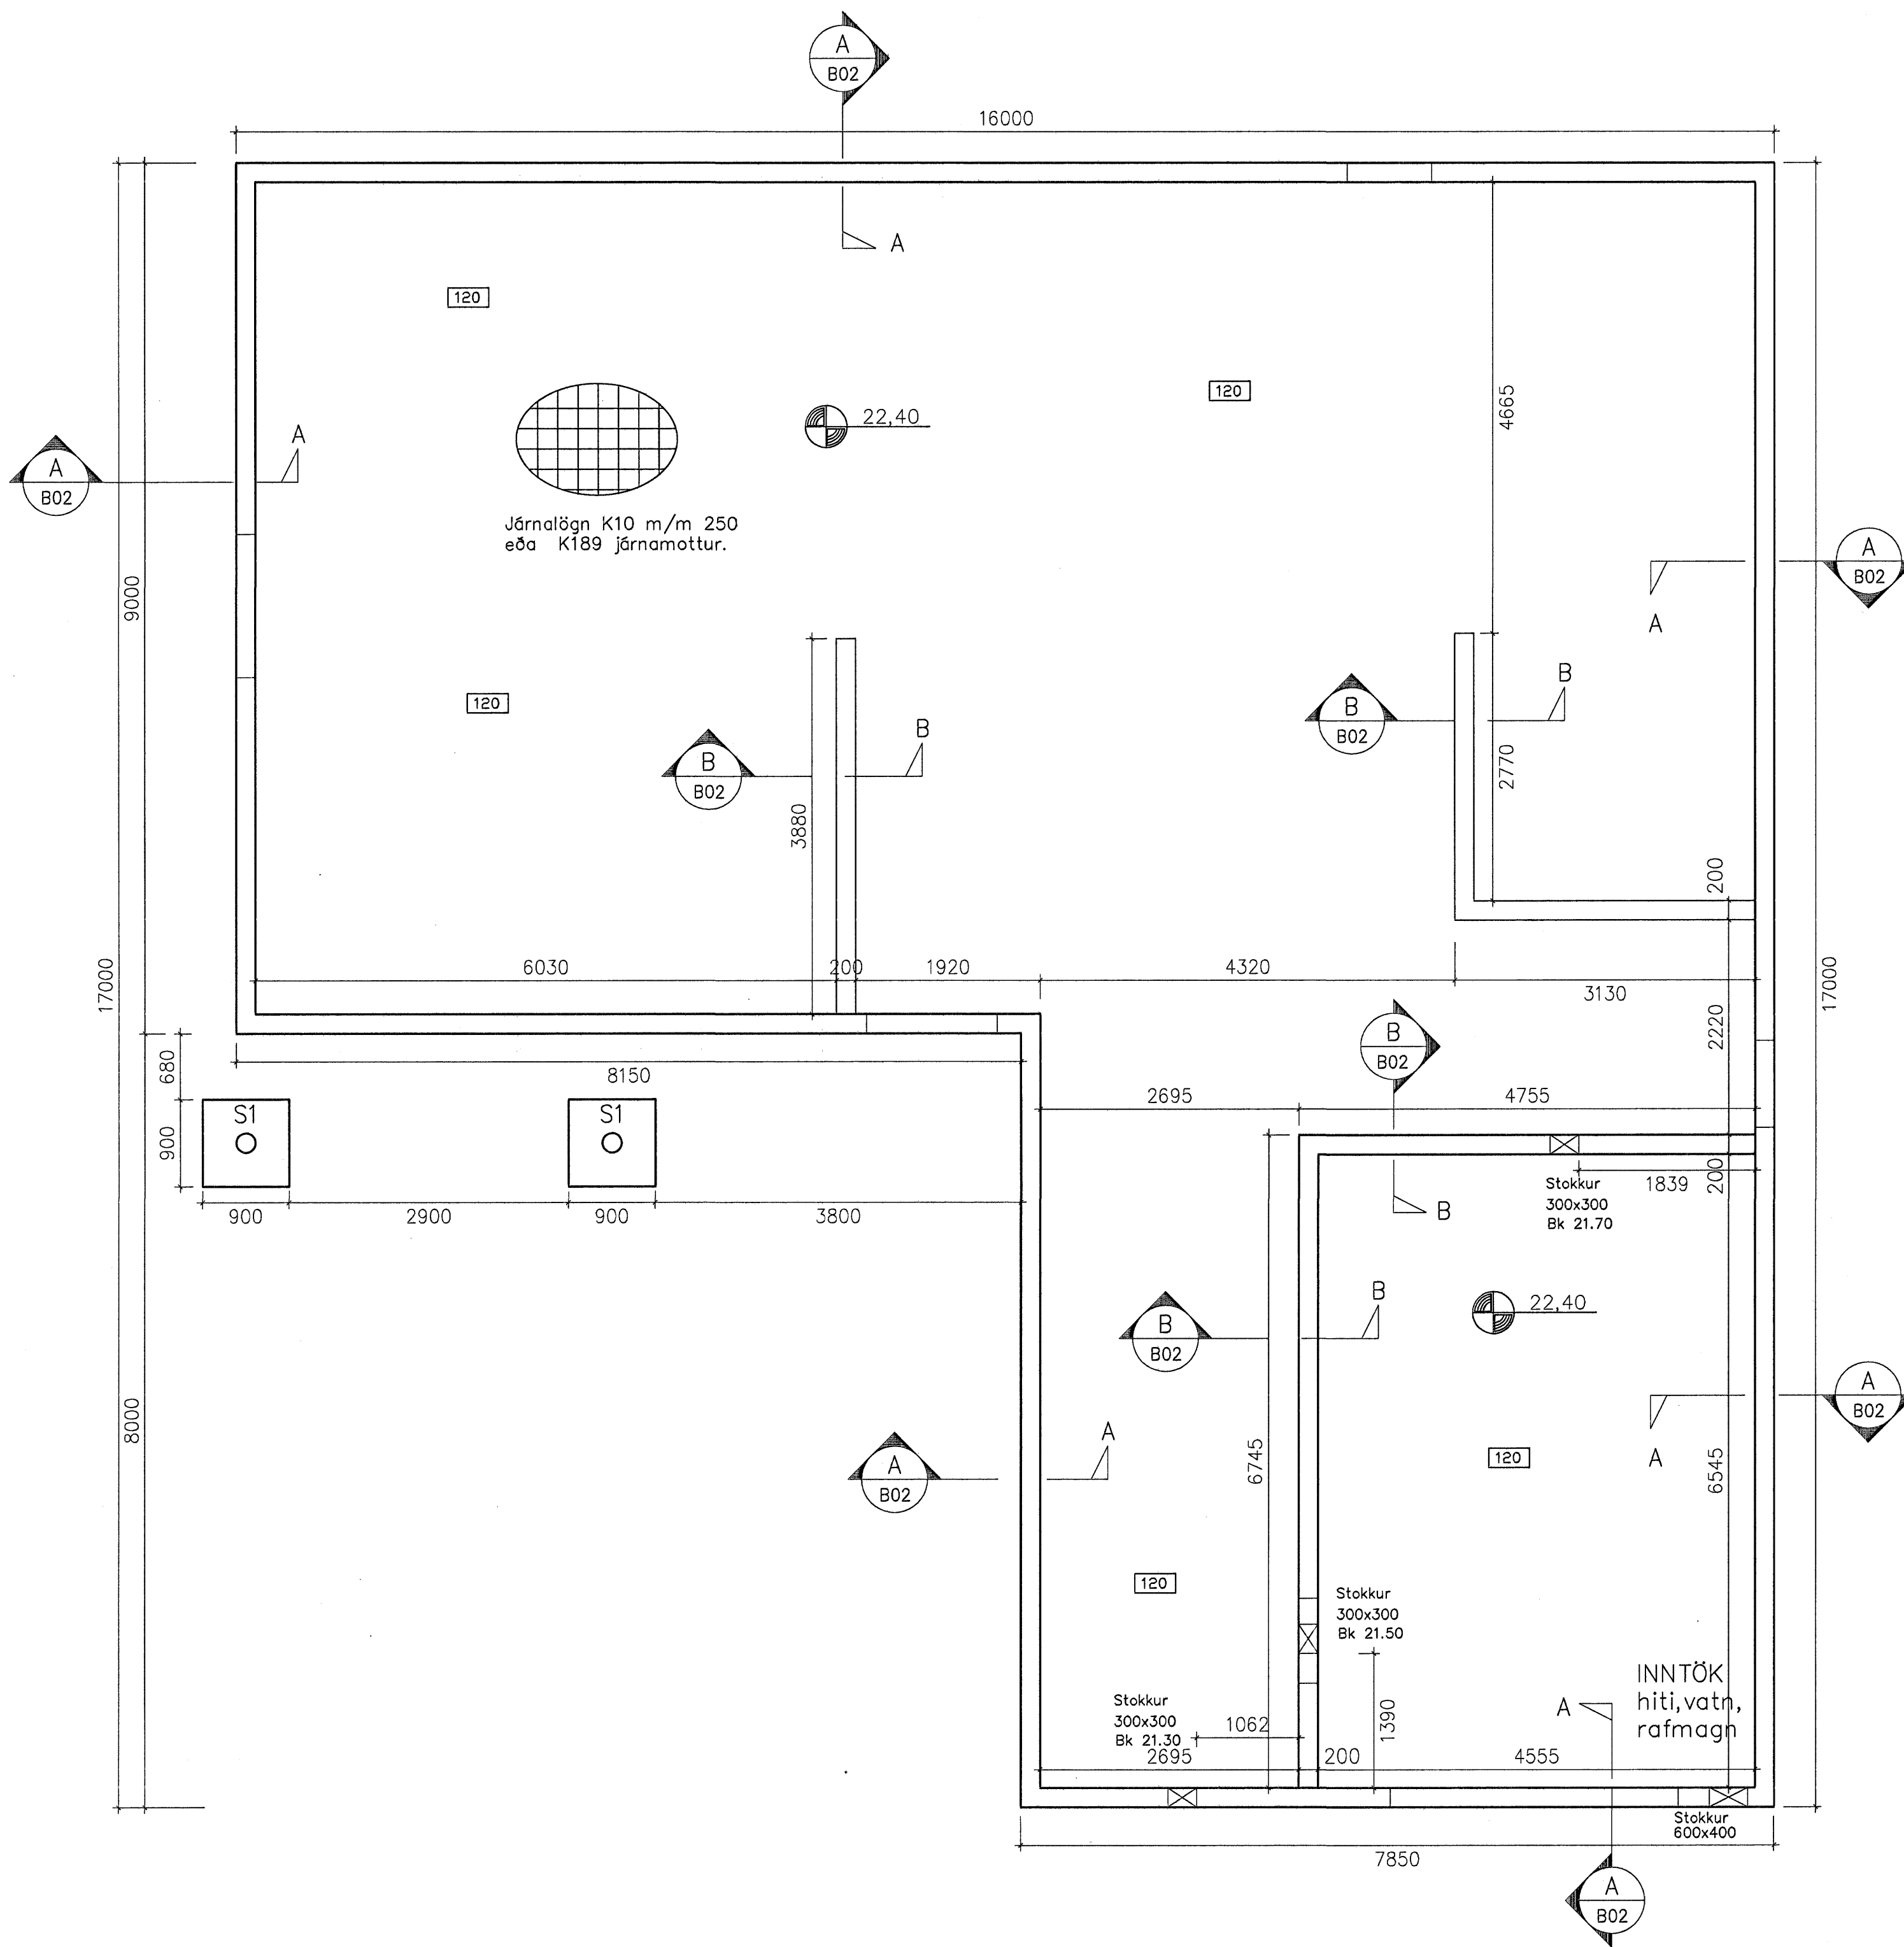 A
B02
16000
A
120
120
22,40
4665
A
A
B02
Járnalögn K10 m/m 250
eða K189 járnamottur.
A
B02
9000
A
120
B
B02
B
B
B02
B
2770
3880
200
17000
17000
6030
200
1920
4320
3130
2220
680
8150
B
B02
2695
4755
S1
S1
900
200
1839
Stokkur
300x300
Bk 21.70
900
2900
900
3800
B
22,40
B
B02
B
A
B02
A
8000
A
B02
A
6745
120
6545
120
Stokkur
300x300
Bk 21.50
INNTÖK
hiti,vatn,
rafmagn
Stokkur
300x300
Bk 21.30
1062
1390
A
2695
200
4555
Stokkur
600x400
7850
A
B02